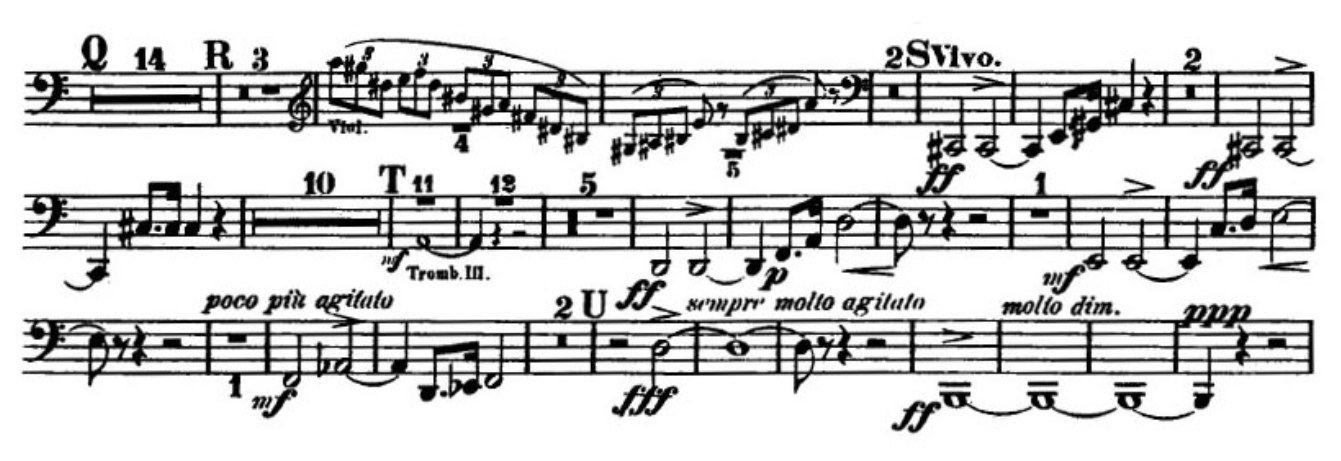 Q 14 R 3 3 3 3 3 3 3 2 S Vivo. 2
Viol. 4 5 ff ff
10 T 11 12 5 1
mf Tromb. III. ff p mf
poco più agitato 2 U sempre molto agitato molto dim. ppp
1 mf fff ff